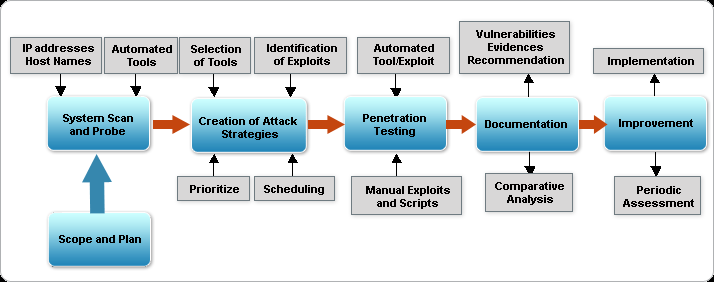 IP addresses
Host Names
Automated
Tools
Selection
of Tools
Identification
of Exploits
Automated
Tool/Exploit
Vulnerabilities
Evidences
Recommendation
Implementation
System Scan
and Probe
Creation of Attack
Strategies
Penetration
Testing
Documentation
Improvement
Prioritize
Scheduling
Manual Exploits
and Scripts
Comparative
Analysis
Periodic
Assessment
Scope and Plan